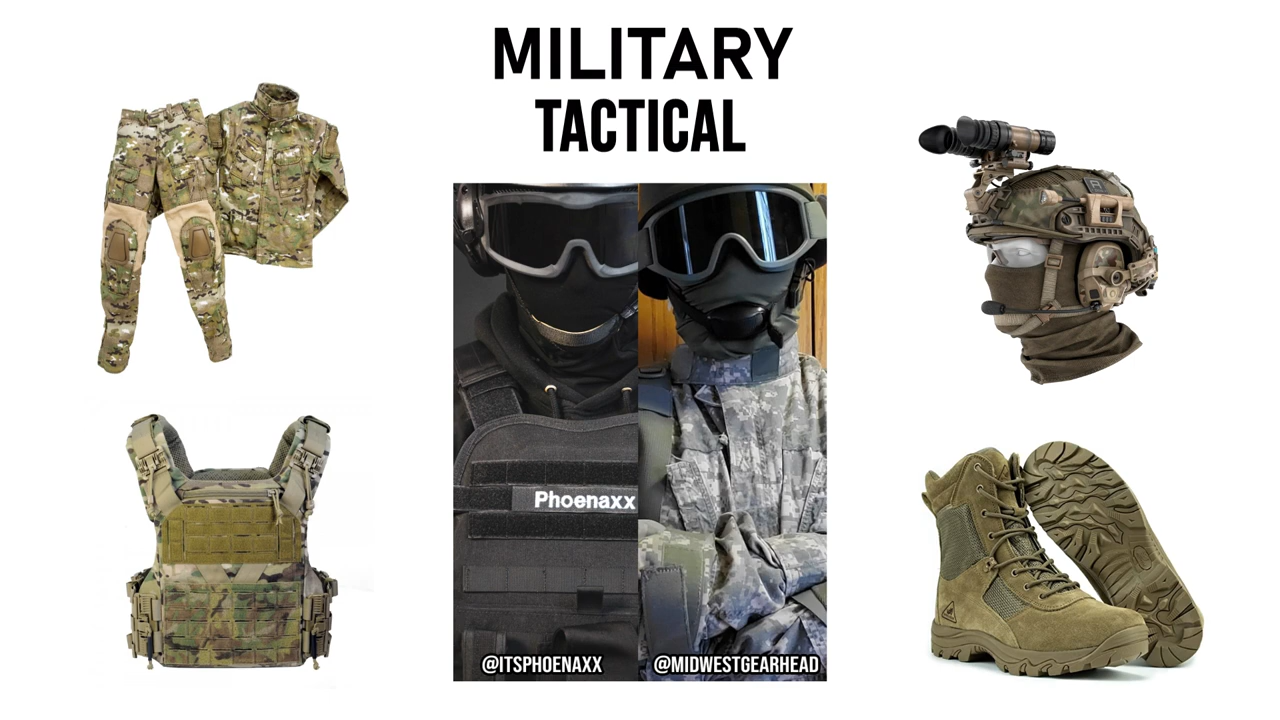 MILITARY
TACTICAL
Phoenaxx
@ITSPHOENAXX
@MIDWESTGEARHEAD